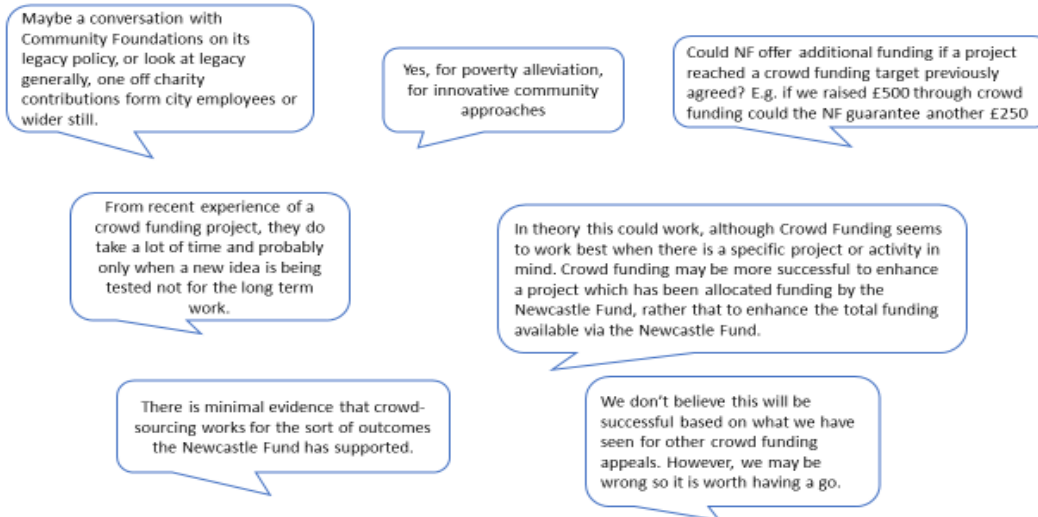 Maybe a conversation with
Community Foundations on its
legacy policy, or look at legacy
generally, one off charity
contributions form city employees or
wider still.
Yes, for poverty alleviation,
for innovative community
approaches
Could NF offer additional funding if a project
reached a crowd funding target previously
agreed? E.g. if we raised £500 through crowd
funding could the NF guarantee another £250
From recent experience of a
crowd funding project, they do
take a lot of time and probably
only when a new idea is being
tested not for the long term
work.
In theory this could work, although Crowd Funding seems
to work best when there is a specific project or activity in
mind. Crowd funding may be more successful to enhance
a project which has been allocated funding by the
Newcastle Fund, rather that to enhance the total funding
available via the Newcastle Fund.
There is minimal evidence that crowd-
sourcing works for the sort of outcomes
the Newcastle Fund has supported.
We don’t believe this will be
successful based on what we have
seen for other crowd funding
appeals. However, we may be
wrong so it is worth having a go.